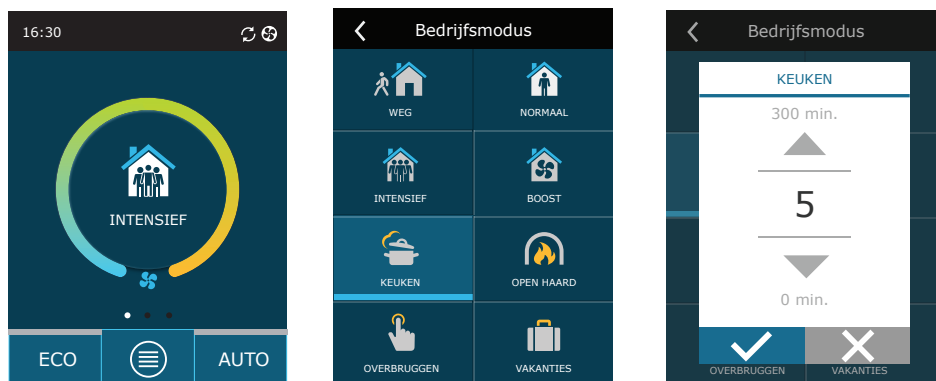 16:30
INTENSIEF
ECO
AUTO
Bedrijfsmodus
WEG
NORMAAL
INTENSIEF
BOOST
KEUKEN
OPEN HAARD
OVERBRUGGEN
VAKANTIES
Bedrijfsmodus
KEUKEN
300 min.
5
0 min.
OVERBRUGGEN
VAKANTIES